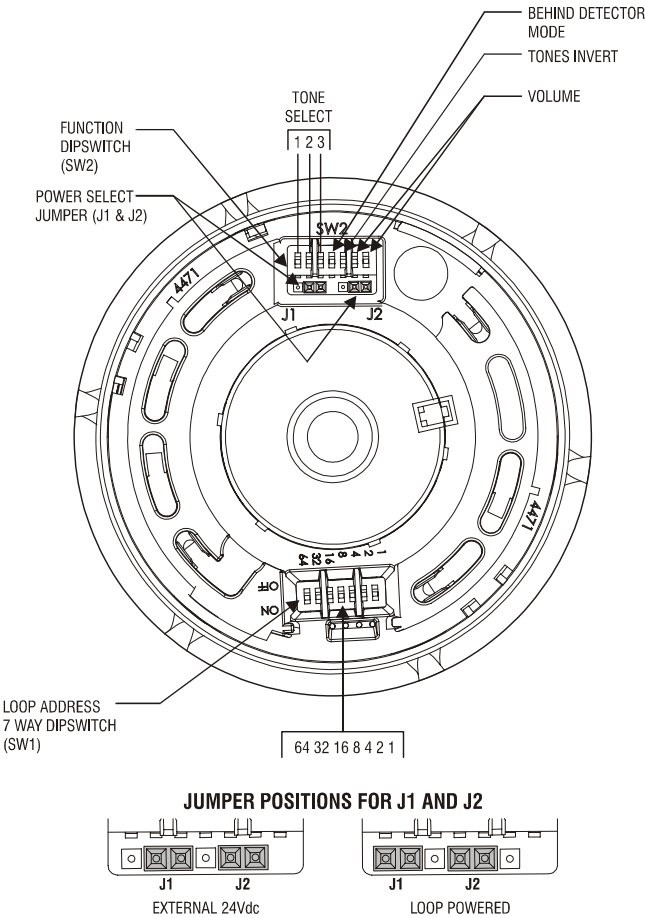 BEHIND DETECTOR
MODE
TONES INVERT
VOLUME
TONE
SELECT
1 2 3
FUNCTION
DIPSWITCH
(SW2)
POWER SELECT
JUMPER (J1 & J2)
SW2
J1
J2
4471
4471
64
32
16
8
4
2
1
OFF
ON
LOOP ADDRESS
7 WAY DIPSWITCH
(SW1)
64 32 16 8 4 2 1
JUMPER POSITIONS FOR J1 AND J2
J1 J2
EXTERNAL 24Vdc
J1 J2
LOOP POWERED